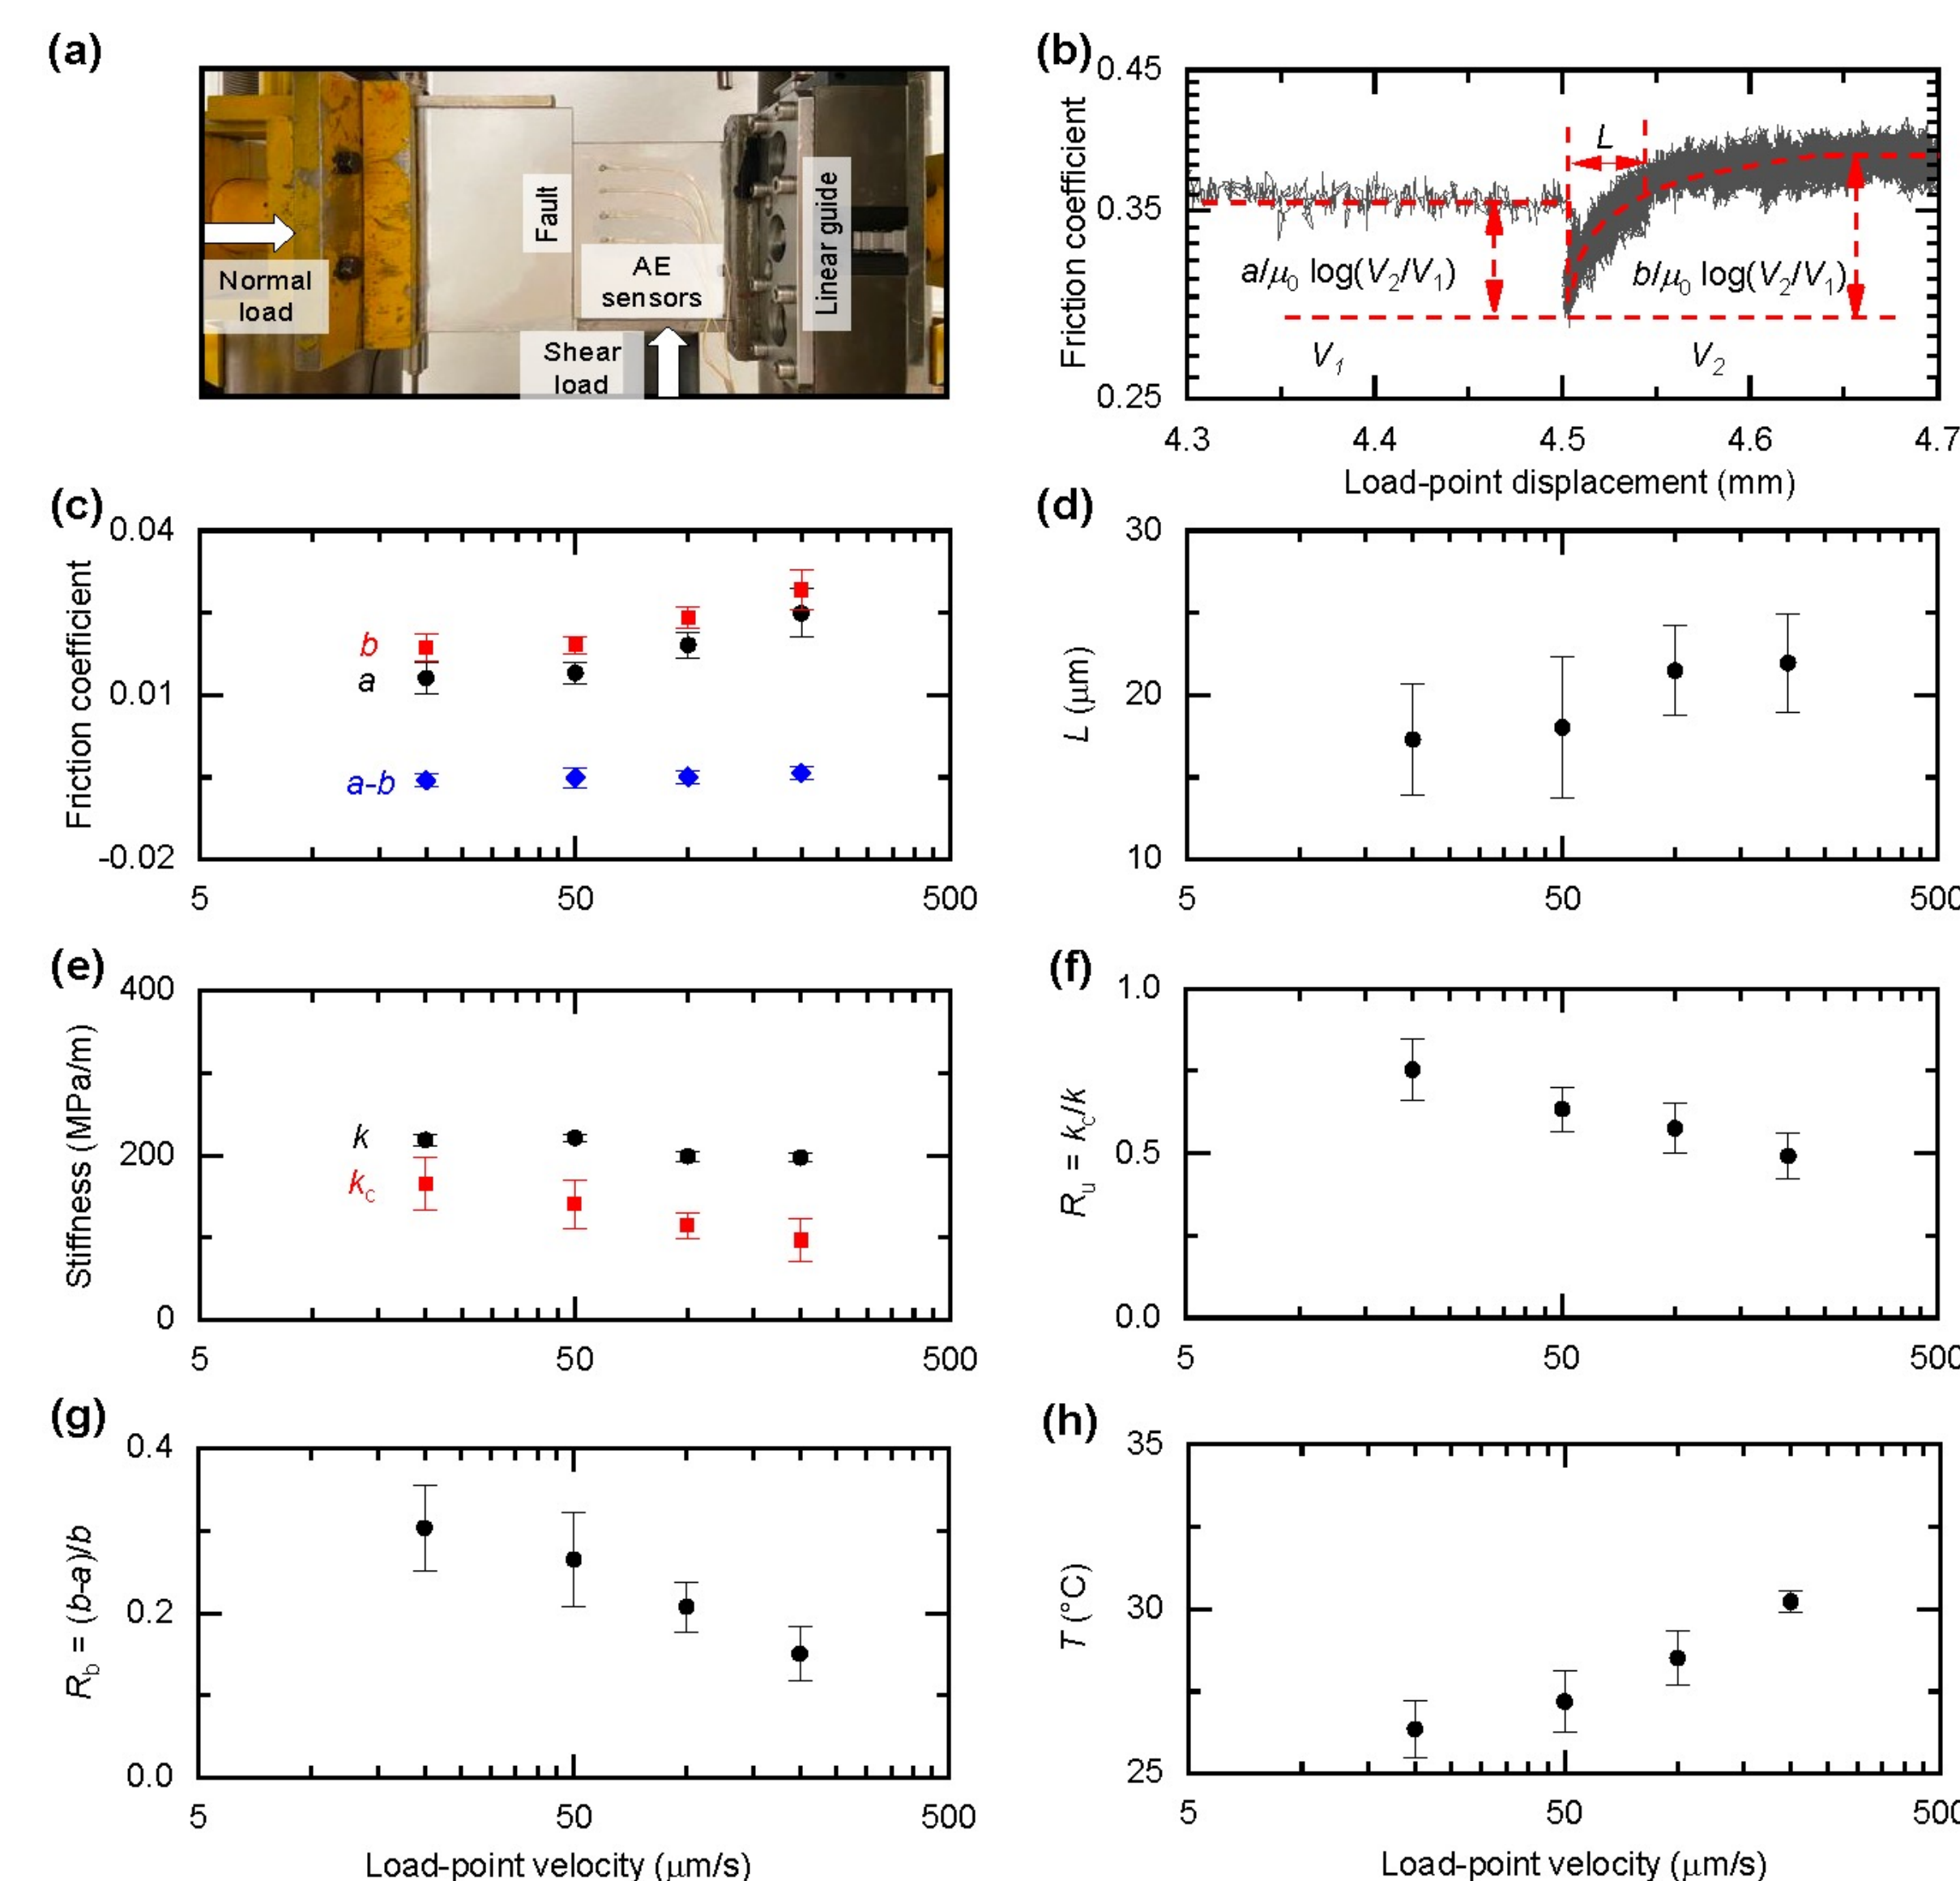 (a)
Normal
load
Fault
AE
sensors
Shear
load
Linear guide
(b)
Friction coefficient
0.45
0.35
0.25
L
a/μ0 log(V2/V1)
b/μ0 log(V2/V1)
V1
V2
4.3 4.4 4.5 4.6 4.7
Load-point displacement (mm)
(c)
Friction coefficient
0.04
0.01
-0.02
b
a
a-b
5 50 500
(d)
L (μm)
30
20
10
5 50 500
(e)
Stiffness (MPa/m)
400
200
0
k
kc
5 50 500
(f)
Ru = kc/k
1.0
0.5
0.0
5 50 500
(g)
Rb = (b-a)/b
0.4
0.2
0.0
5 50 500
Load-point velocity (μm/s)
(h)
T (°C)
35
30
25
5 50 500
Load-point velocity (μm/s)